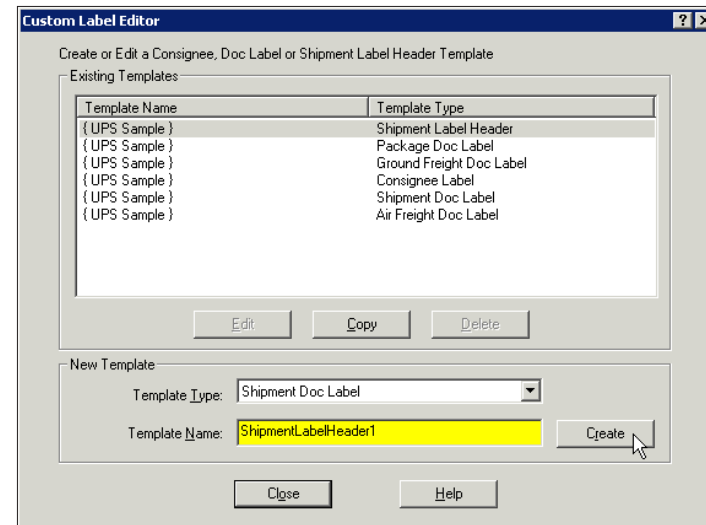 Custom Label Editor
Create or Edit a Consignee, Doc Label or Shipment Label Header Template
Existing Templates
Template Name Template Type
{ UPS Sample } Shipment Label Header
{ UPS Sample } Package Doc Label
{ UPS Sample } Ground Freight Doc Label
{ UPS Sample } Consignee Label
{ UPS Sample } Shipment Doc Label
{ UPS Sample } Air Freight Doc Label
Edit Copy Delete
New Template
Template Type: Shipment Doc Label
Template Name: ShipmentLabelHeader1 Create
Close Help